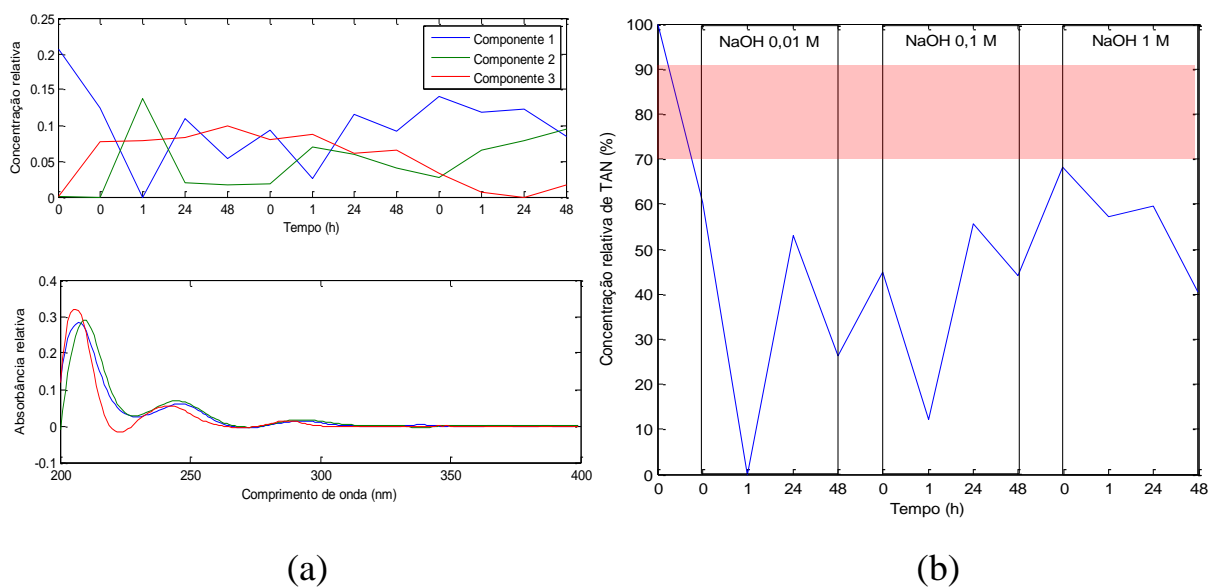 0.25
0.2
0.15
0.1
0.05
0
Concentração relativa
Componente 1
Componente 2
Componente 3
0 0 1 24 48 0 1 24 48 0 1 24 48
Tempo (h)
0.4
0.3
0.2
0.1
0
-0.1
Absorbância relativa
200 250 300 350 400
Comprimento de onda (nm)
(a)
100
90
80
70
60
50
40
30
20
10
0
Concentração relativa de TAN (%)
NaOH 0,01 M NaOH 0,1 M NaOH 1 M
0 0 1 24 48 0 1 24 48 0 1 24 48
Tempo (h)
(b)